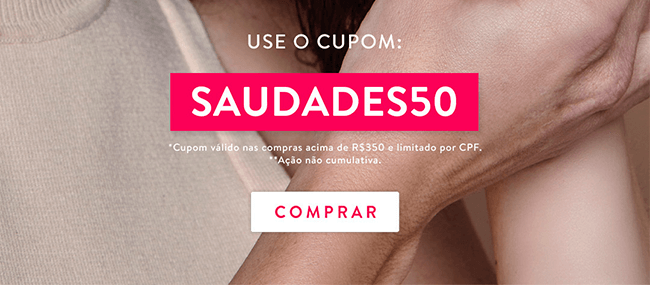 USE O CUPOM:
SAUDADES50
*Cupom válido nas compras acima de R$350 e limitado por CPF.
**Ação não cumulativa.
COMPRAR